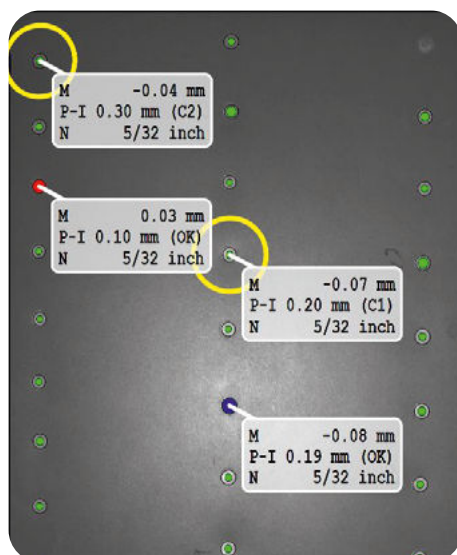 M -0.04 mm
P-I 0.30 mm (C2)
N 5/32 inch
M 0.03 mm
P-I 0.10 mm (OK)
N 5/32 inch
M -0.07 mm
P-I 0.20 mm (C1)
N 5/32 inch
M -0.08 mm
P-I 0.19 mm (OK)
N 5/32 inch